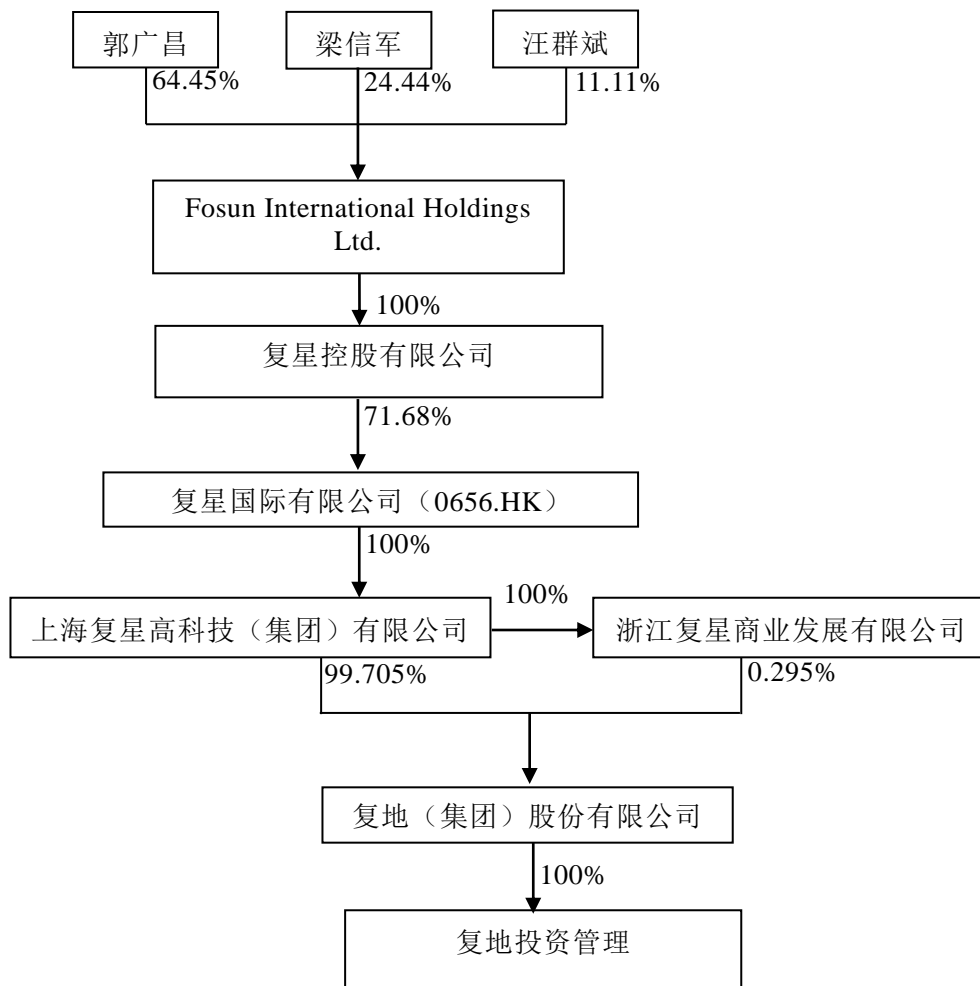 郭广昌
梁信军
汪群斌
64.45%
24.44%
11.11%
Fosun International Holdings
Ltd.
100%
复星控股有限公司
71.68%
复星国际有限公司（0656.HK）
100%
100%
上海复星高科技（集团）有限公司
浙江复星商业发展有限公司
99.705%
0.295%
复地（集团）股份有限公司
100%
复地投资管理